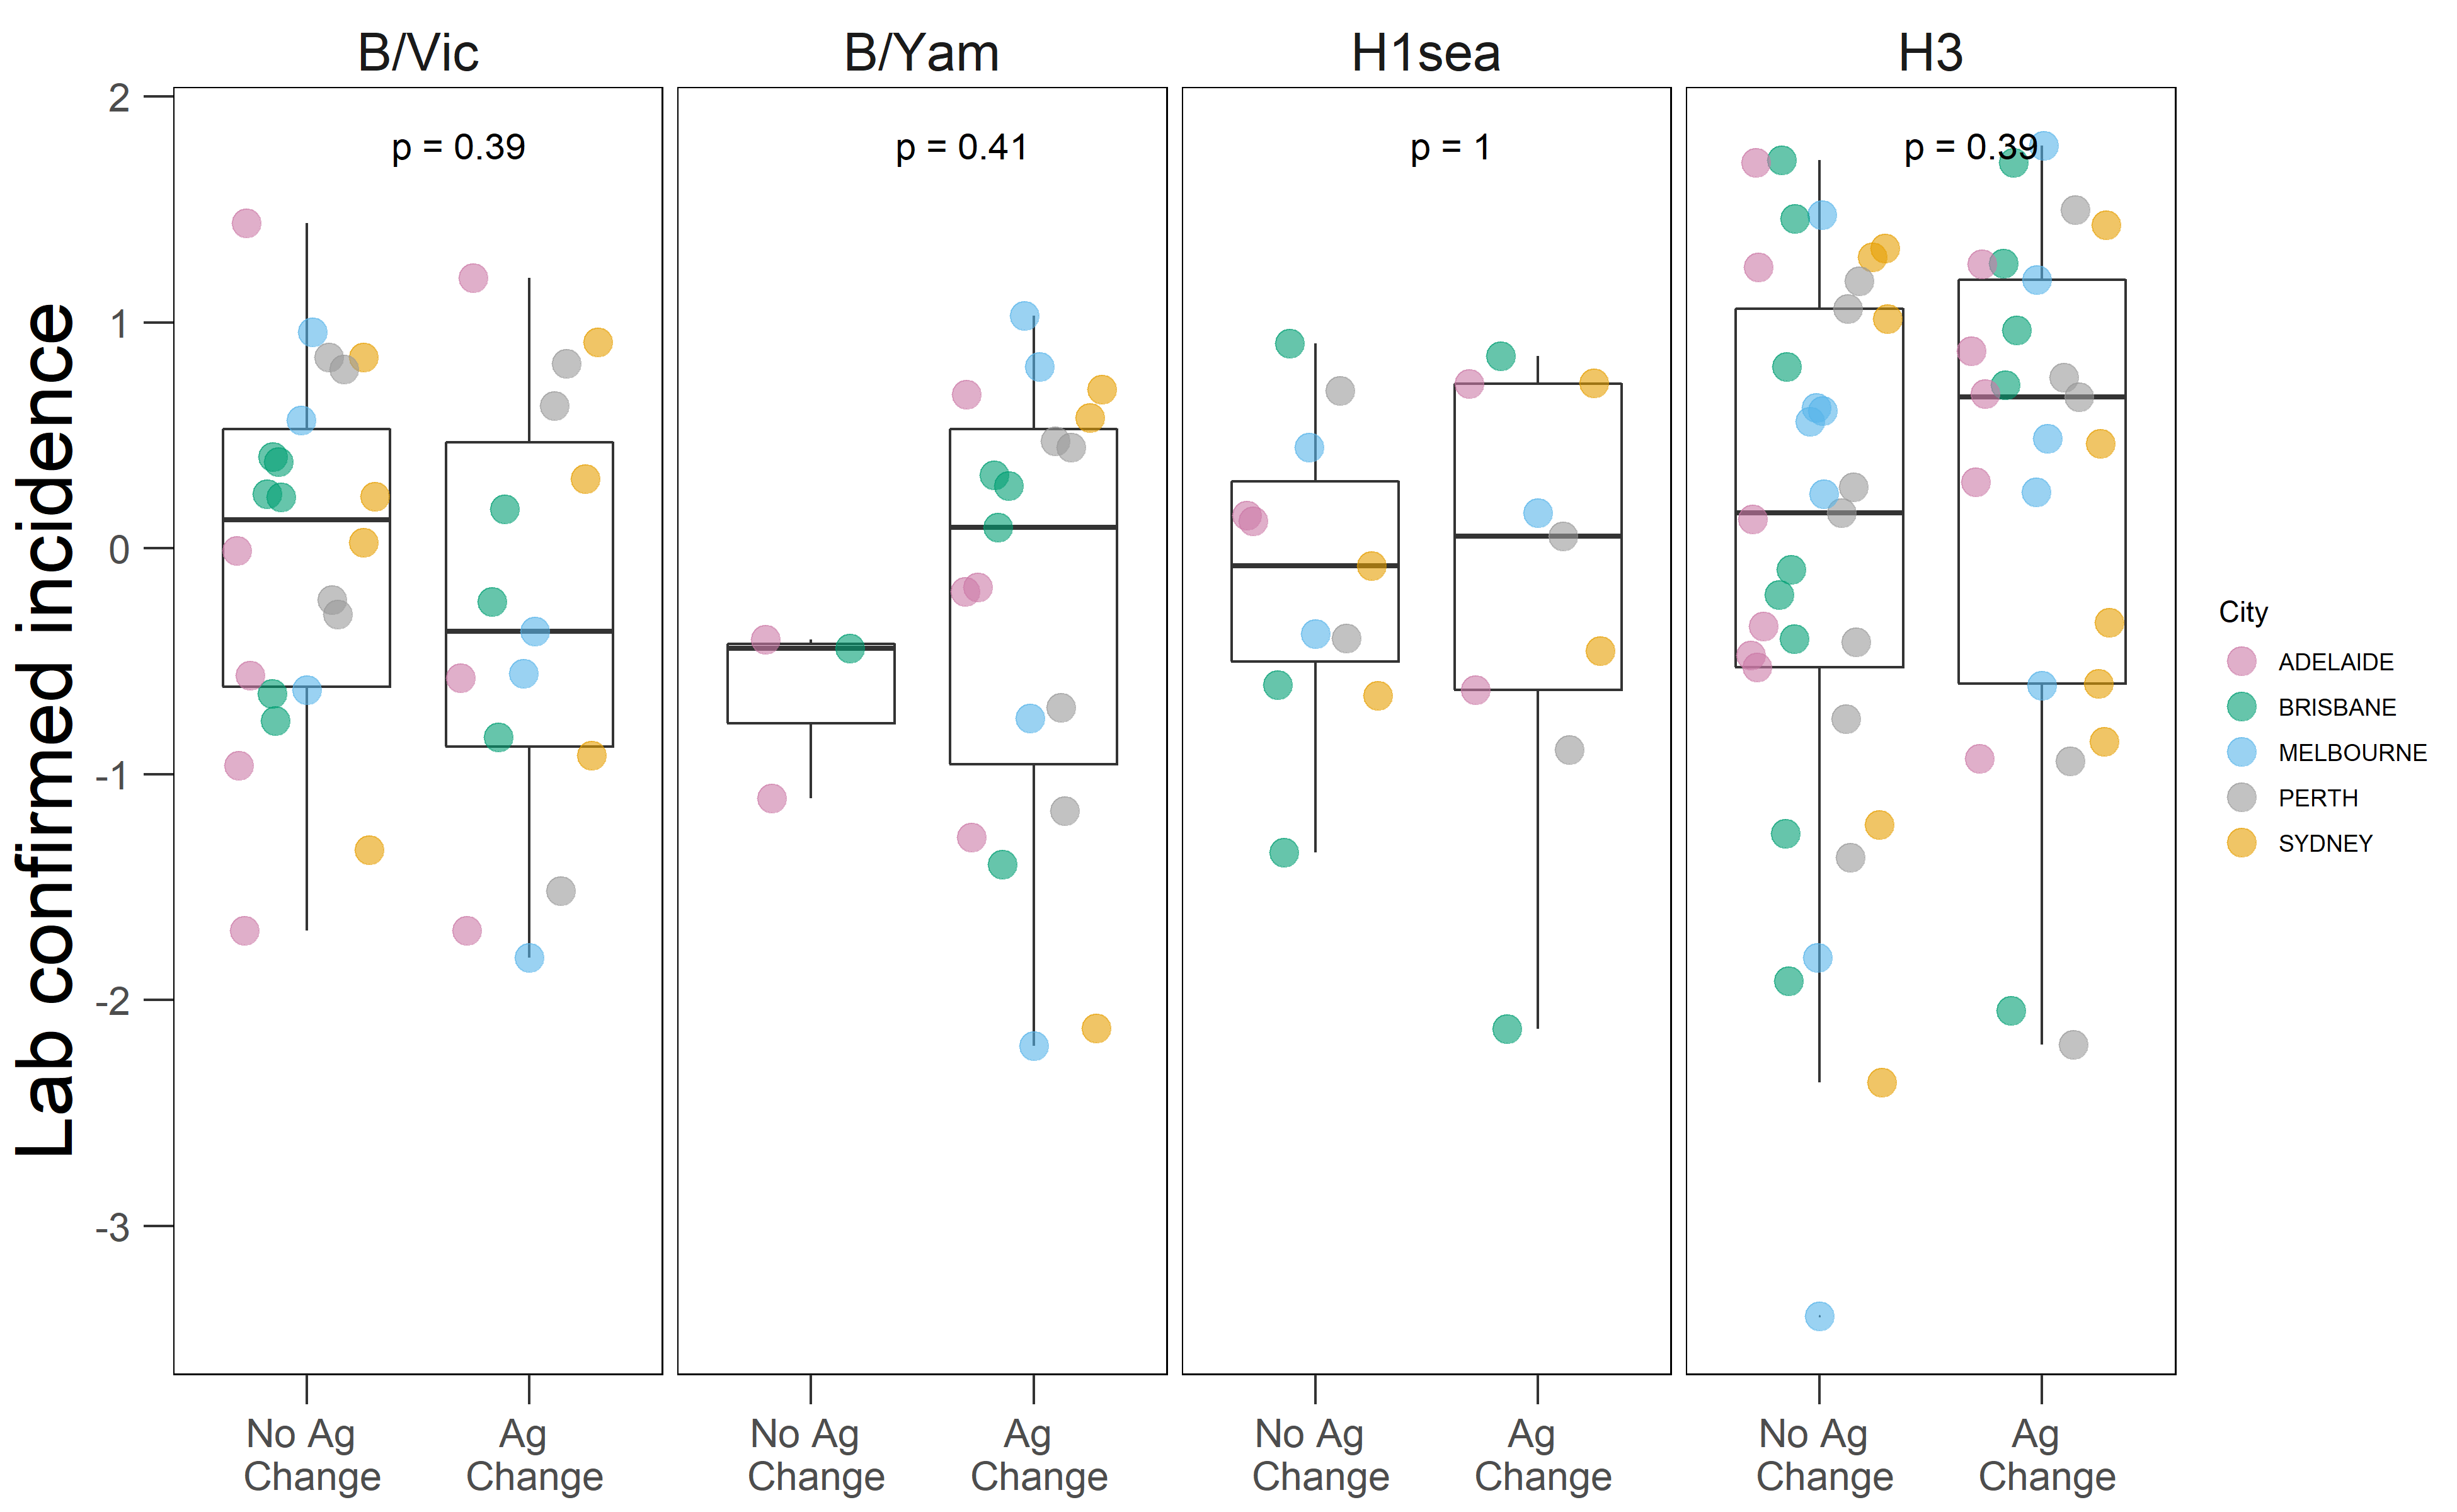 B/Vic
B/Yam
H1sea
H3
Lab confirmed incidence
2
1
0
-1
-2
-3
p = 0.39
p = 0.41
p = 1
p = 0.39
No Ag
Change
Ag
Change
No Ag
Change
Ag
Change
No Ag
Change
Ag
Change
No Ag
Change
Ag
Change
City
ADELAIDE
BRISBANE
MELBOURNE
PERTH
SYDNEY